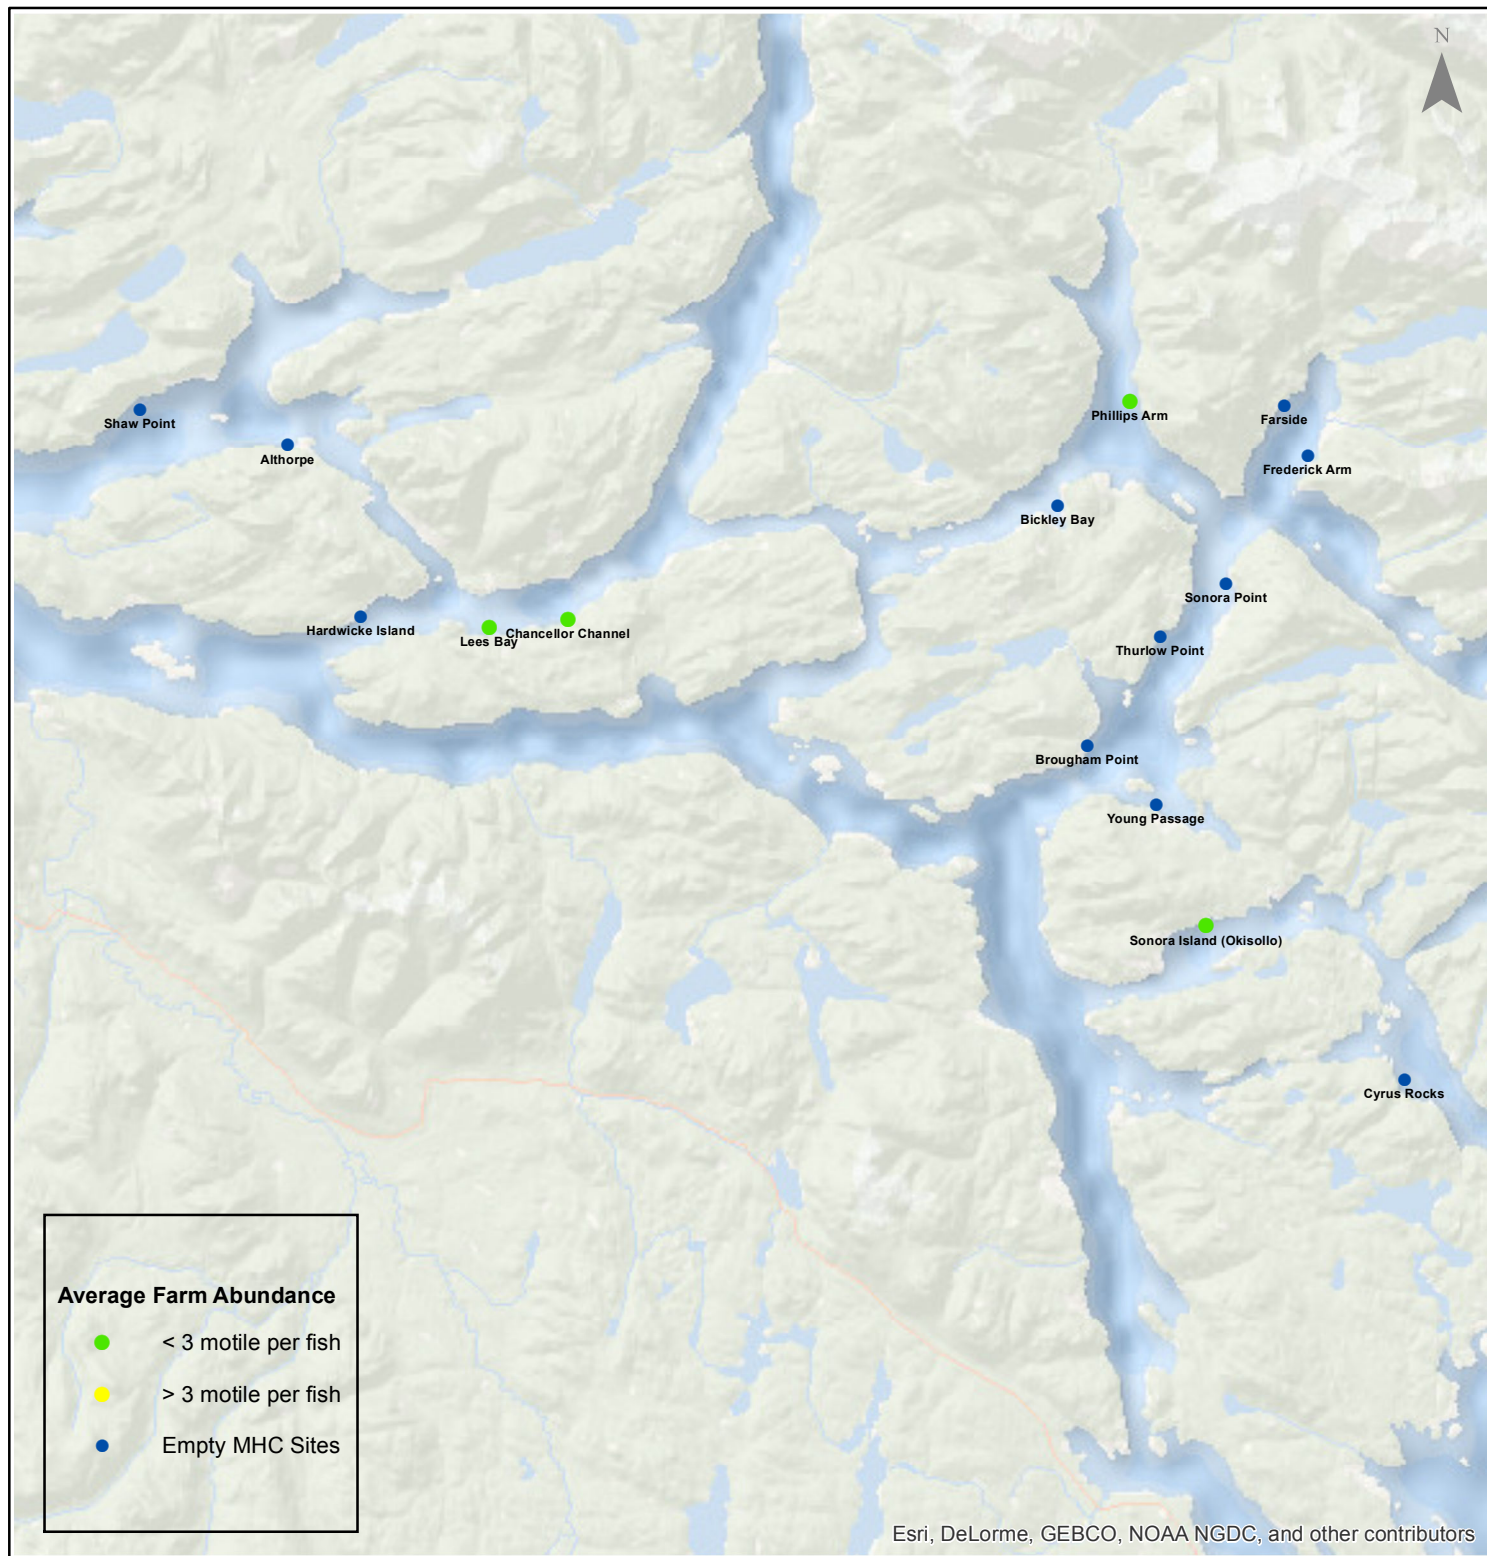 N
Shaw Point
Althorpe
Phillips Arm
Farside
Frederick Arm
Bickley Bay
Sonora Point
Hardwicke Island
Lees Bay
Chancellor Channel
Thurlow Point
Brougham Point
Young Passage
Sonora Island (Okisollo)
Cyrus Rocks
Average Farm Abundance
< 3 motile per fish
> 3 motile per fish
Empty MHC Sites
Esri, DeLorme, GEBCO, NOAA NGDC, and other contributors